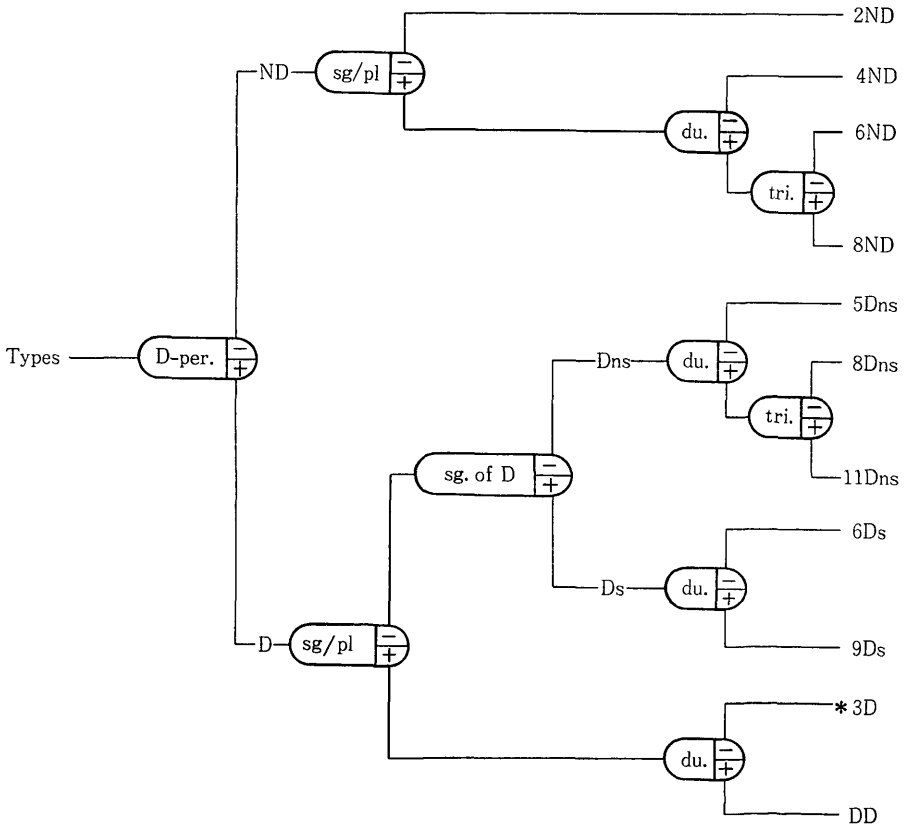 2ND
ND sg/pl − +
4ND
du. − +
6ND
tri. − +
8ND
5Dns
Types D-per. − +
Dns du. − +
8Dns
tri. − +
sg. of D − +
11Dns
6Ds
Ds du. − +
D sg/pl − +
9Ds
*3D
du. − +
DD